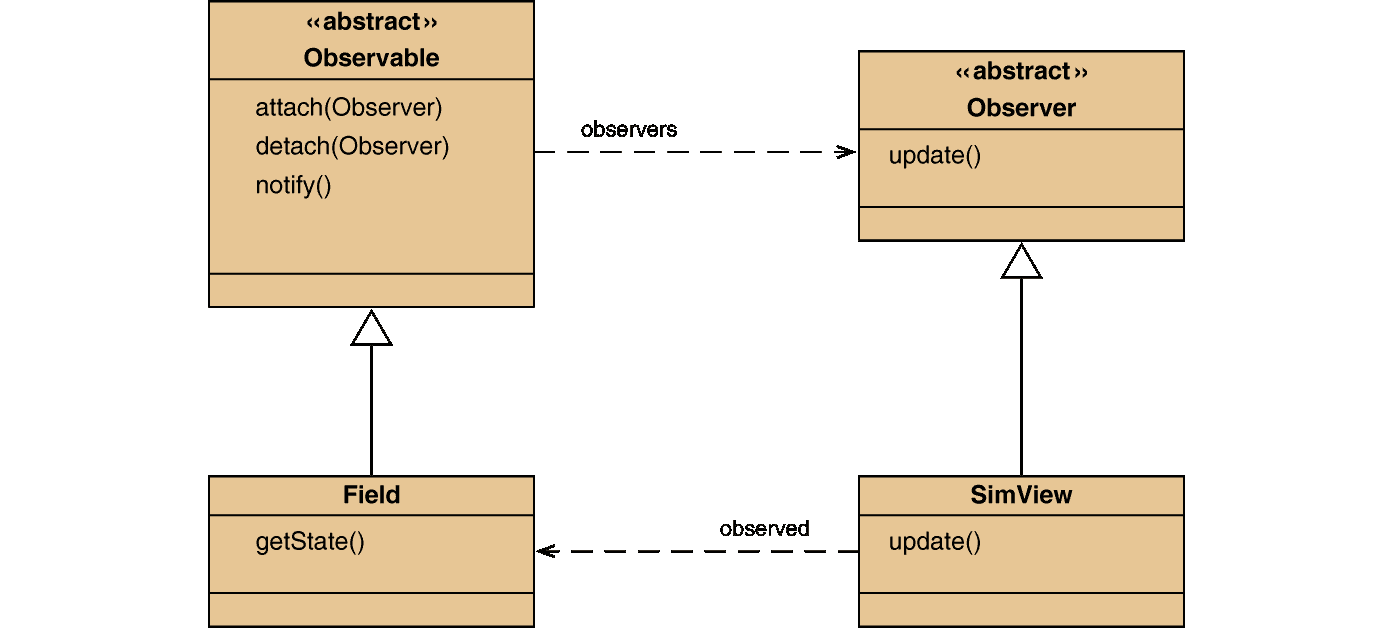 ‹‹abstract››
Observable
attach(Observer)
detach(Observer)
notify()
observers
‹‹abstract››
Observer
update()
Field
getState()
observed
SimView
update()